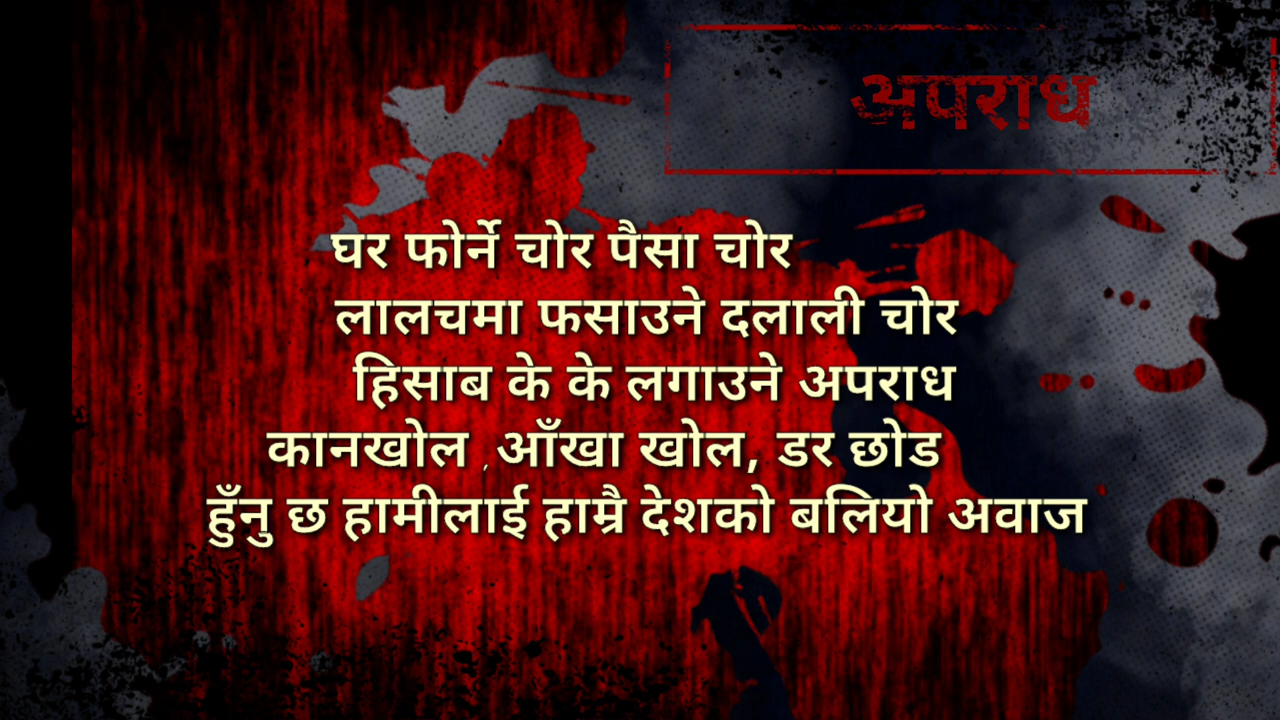 अपराध
घर फोर्ने चोर पैसा चोर
लालचमा फसाउने दलाली चोर
हिसाब के के लगाउने अपराध
कानखोल ,आँखा खोल, डर छोड
हुँनु छ हामीलाई हाम्रै देशको बलियो अवाज